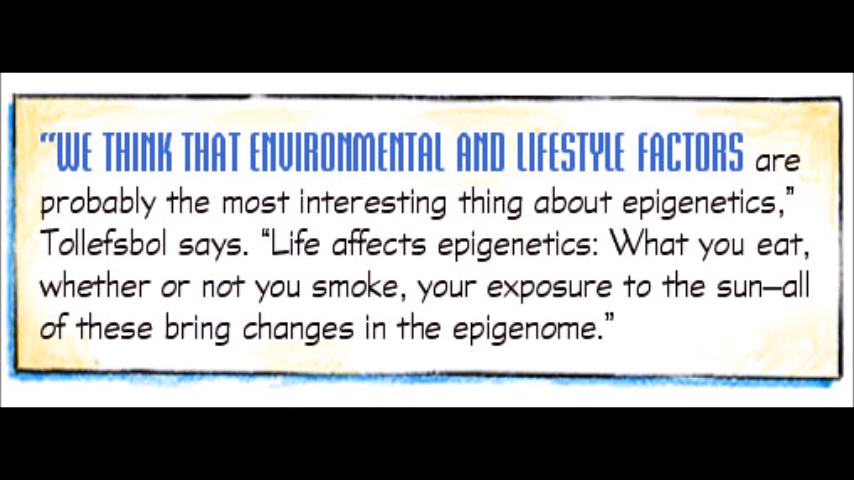 “WE THINK THAT ENVIRONMENTAL AND LIFESTYLE FACTORS are
probably the most interesting thing about epigenetics,”
Tollefsbol says. “Life affects epigenetics: What you eat,
whether or not you smoke, your exposure to the sun—all
of these bring changes in the epigenome.”